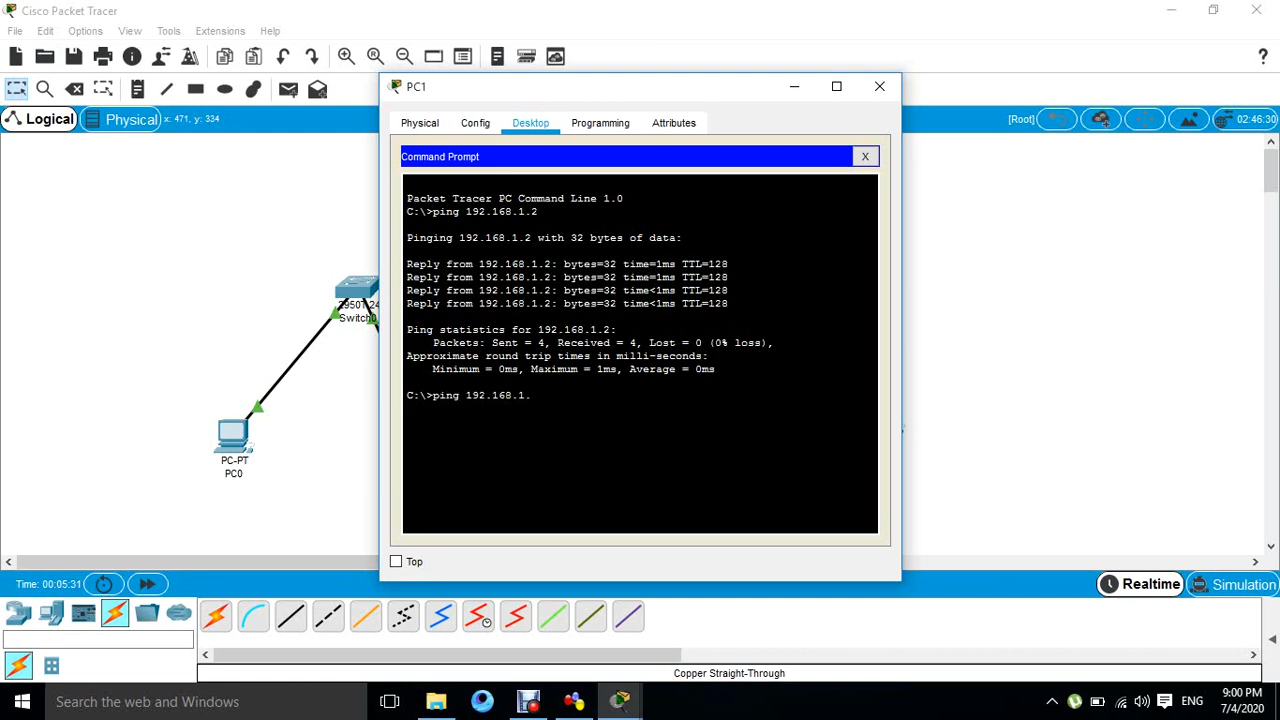 Cisco Packet Tracer
File Edit Options View Tools Extensions Help
PC1
Logical
Physical
x: 471, y: 334
[Root]
02:46:30
Physical Config Desktop Programming Attributes
Command Prompt
X
Packet Tracer PC Command Line 1.0
C:\>ping 192.168.1.2
Pinging 192.168.1.2 with 32 bytes of data:
Reply from 192.168.1.2: bytes=32 time=1ms TTL=128
Reply from 192.168.1.2: bytes=32 time=1ms TTL=128
Reply from 192.168.1.2: bytes=32 time<1ms TTL=128
Reply from 192.168.1.2: bytes=32 time<1ms TTL=128
Ping statistics for 192.168.1.2:
Packets: Sent = 4, Received = 4, Lost = 0 (0% loss),
Approximate round trip times in milli-seconds:
Minimum = 0ms, Maximum = 1ms, Average = 0ms
C:\>ping 192.168.1.
2950T-24
Switch0
PC-PT
PC0
Top
Time: 00:05:31
Realtime
Simulation
Copper Straight-Through
Search the web and Windows
ENG
9:00 PM
7/4/2020